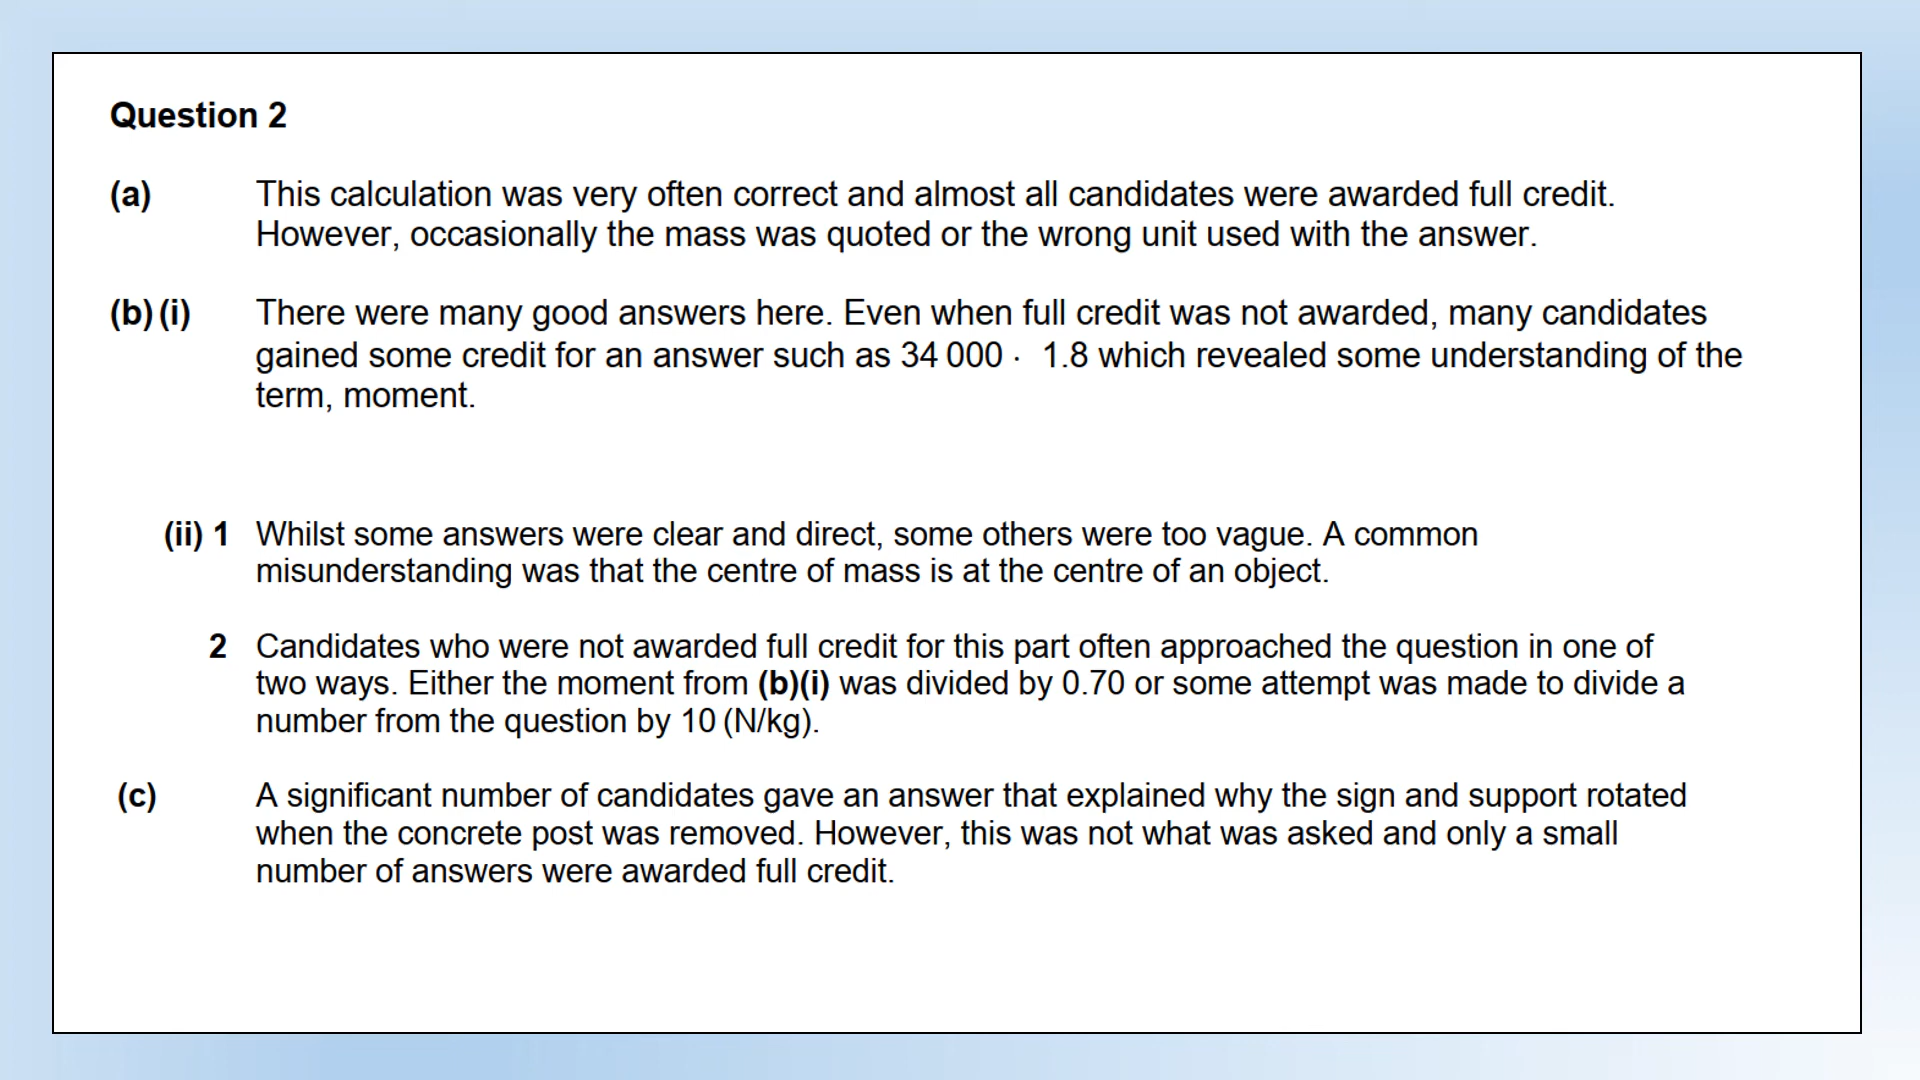 Question 2
(a) This calculation was very often correct and almost all candidates were awarded full credit.
However, occasionally the mass was quoted or the wrong unit used with the answer.
(b) (i) There were many good answers here. Even when full credit was not awarded, many candidates
gained some credit for an answer such as 34 000 · 1.8 which revealed some understanding of the
term, moment.
(ii) 1 Whilst some answers were clear and direct, some others were too vague. A common
misunderstanding was that the centre of mass is at the centre of an object.
2 Candidates who were not awarded full credit for this part often approached the question in one of
two ways. Either the moment from (b)(i) was divided by 0.70 or some attempt was made to divide a
number from the question by 10 (N/kg).
(c) A significant number of candidates gave an answer that explained why the sign and support rotated
when the concrete post was removed. However, this was not what was asked and only a small
number of answers were awarded full credit.